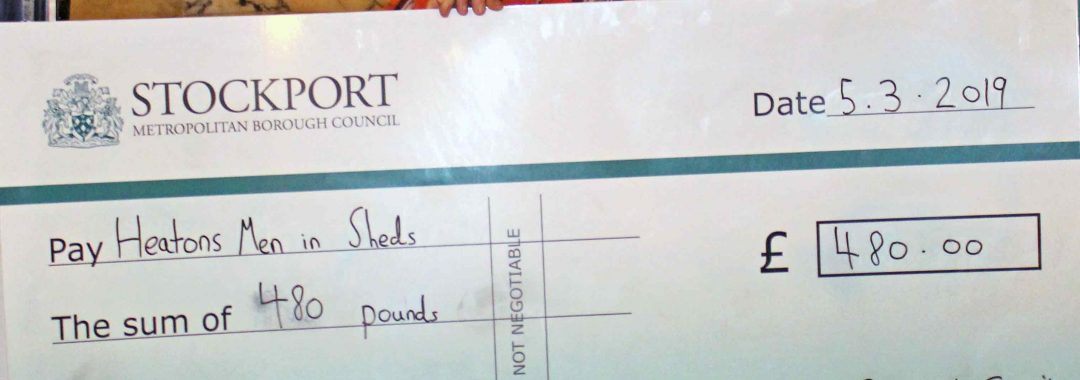 STOCKPORT
METROPOLITAN BOROUGH COUNCIL
Date 5.3.2019
Pay Heatons Men in Sheds
£ 480.00
The sum of 480 pounds
NOT NEGOTIABLE